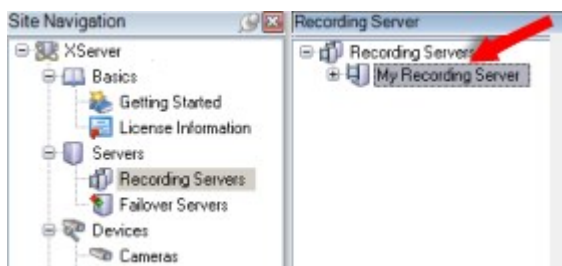 Site Navigation
XServer
Basics
Getting Started
License Information
Servers
Recording Servers
Failover Servers
Devices
Cameras
Recording Server
Recording Servers
My Recording Server